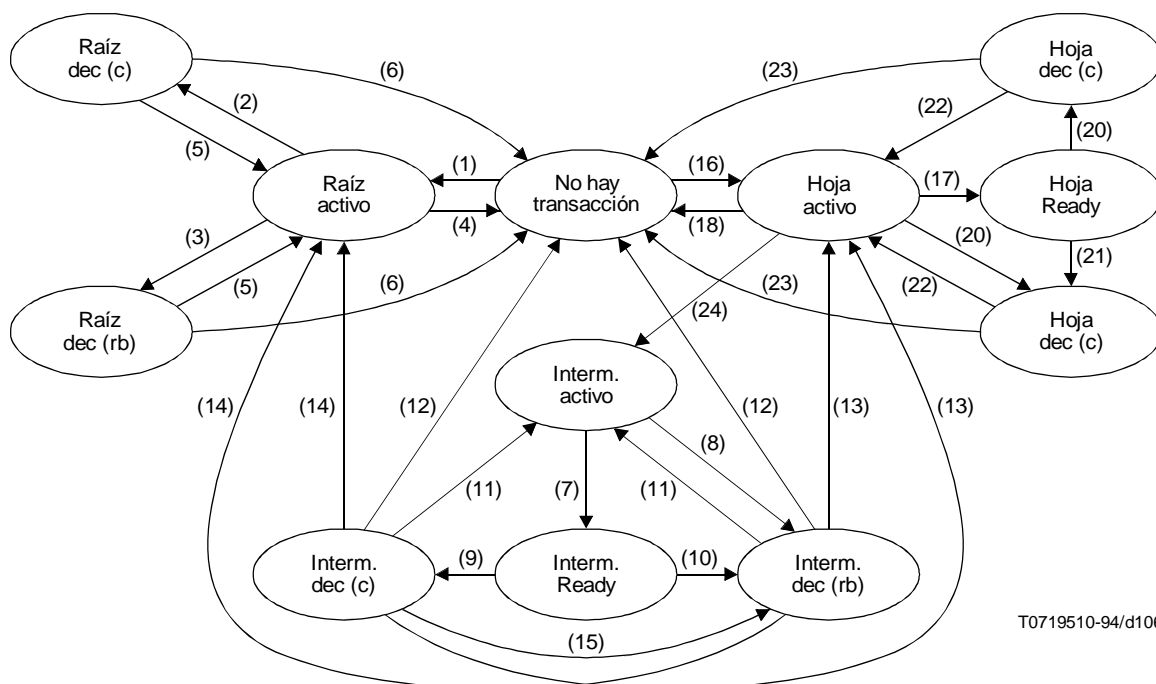 Raíz
dec (c)
(6)
(23)
Hoja
dec (c)
(2)
(22)
(5)
(20)
(1)
(16)
Raíz
activo
No hay
transacción
Hoja
activo
(17)
Hoja
Ready
(4)
(18)
(3)
(20)
(21)
(5)
(6)
(23)
(22)
Raíz
dec (rb)
(24)
Hoja
dec (c)
Interm.
activo
(14)
(14)
(12)
(12)
(13)
(13)
(8)
(11)
(7)
(11)
Interm.
dec (c)
(9)
Interm.
Ready
(10)
Interm.
dec (rb)
(15)
T0719510-94/d106